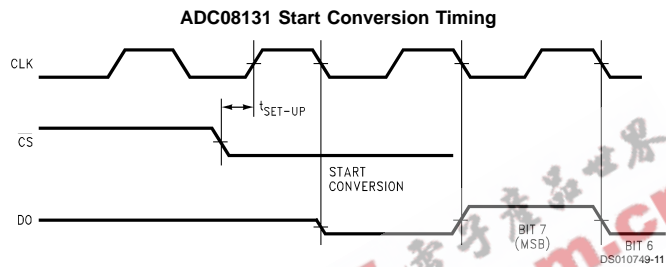 ADC08131 Start Conversion Timing
CLK
tSET-UP
CS
START
CONVERSION
DO
BIT 7
(MSB)
BIT 6
DS010749-11